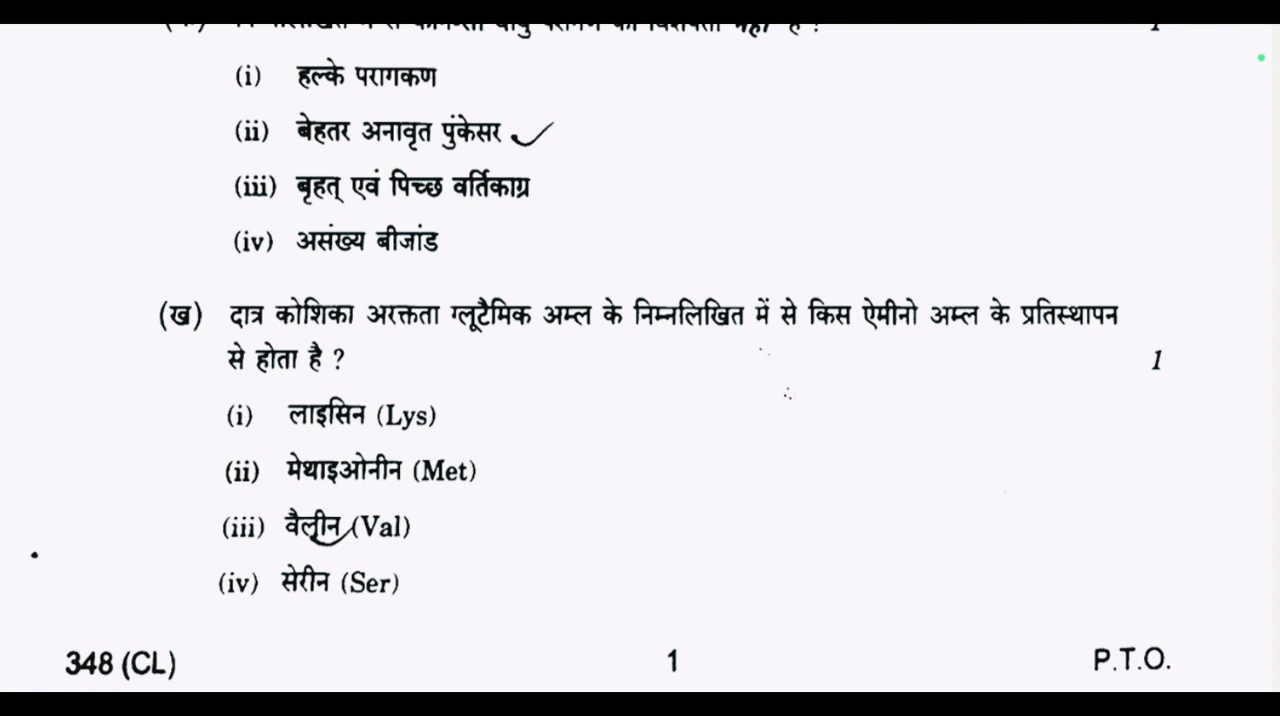 (i) हल्के परागकण
(ii) बेहतर अनावृत पुंकेसर
(iii) बृहत् एवं पिच्छ वर्तिकाग्र
(iv) असंख्य बीजांड
(ख) दात्र कोशिका अरक्तता ग्लूटैमिक अम्ल के निम्नलिखित में से किस ऐमीनो अम्ल के प्रतिस्थापन
से होता है ? 1
(i) लाइसिन (Lys)
(ii) मेथाइओनीन (Met)
(iii) वैलीन (Val)
(iv) सेरीन (Ser)
348 (CL) 1 P.T.O.